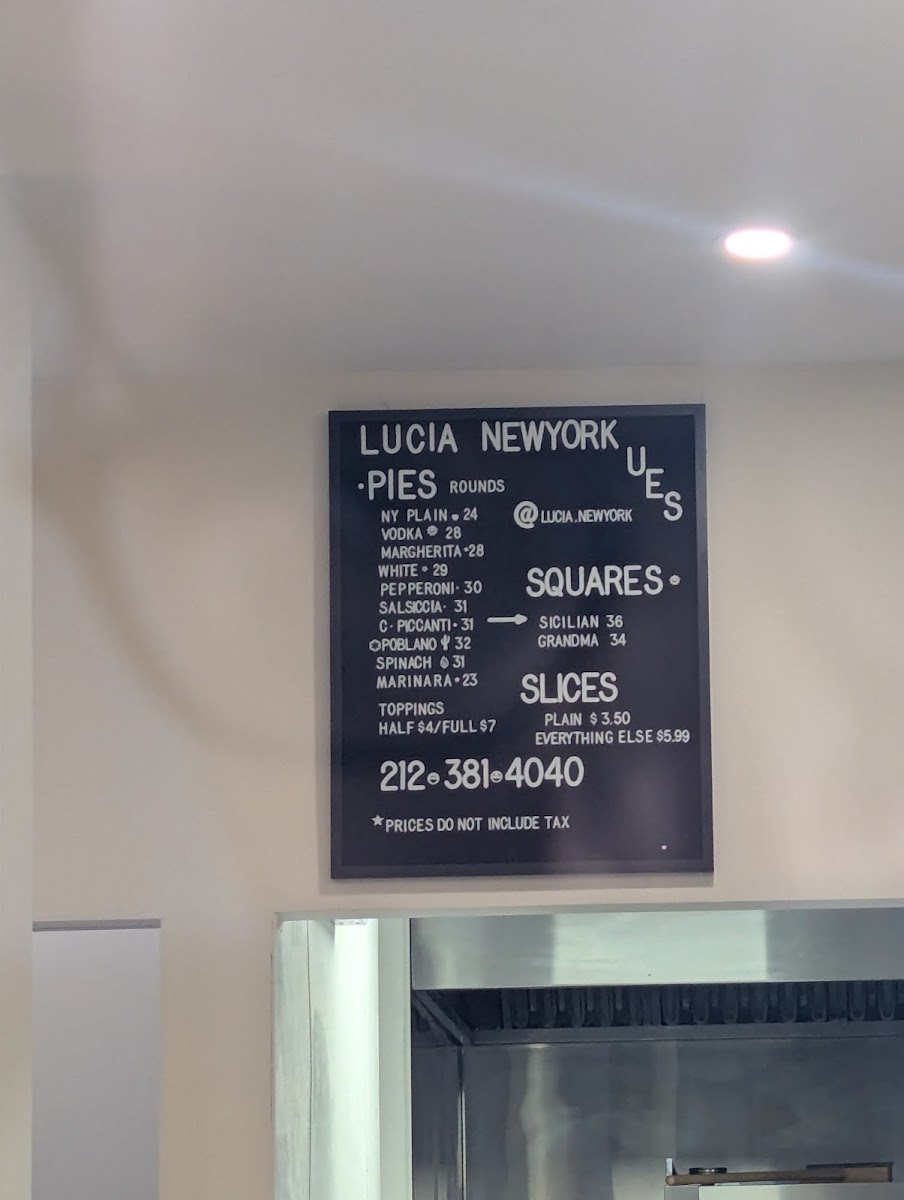 LUCIA NEWYORK
UES
·PIES ROUNDS
NY PLAIN 24
VODKA 28
MARGHERITA·28
WHITE · 29
PEPPERONI· 30
SALSICCIA· 31
C·PICCANTI·31
POBLANO 32
SPINACH 31
MARINARA·23
TOPPINGS
HALF $4/FULL $7
@LUCIA.NEWYORK
SQUARES
SICILIAN 36
GRANDMA 34
SLICES
PLAIN $3.50
EVERYTHING ELSE $5.99
212 381 4040
★PRICES DO NOT INCLUDE TAX